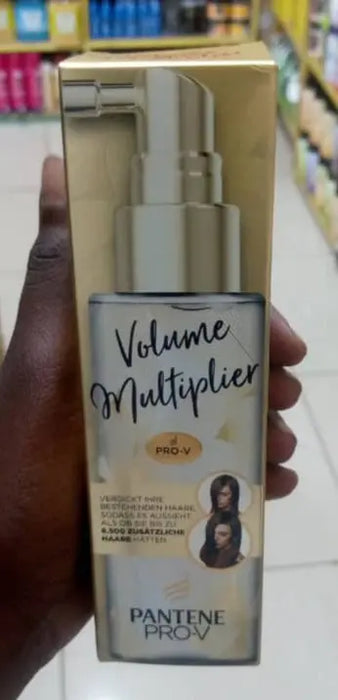 Volume
Multiplier
PRO-V
VERDICKT IHRE
BESTEHENDEN HAARE,
SODASS ES AUSSIEHT
ALS OB SIE BIS ZU
6.500 ZUSÄTZLICHE
HAARE HÄTTEN
PANTENE
PRO-V